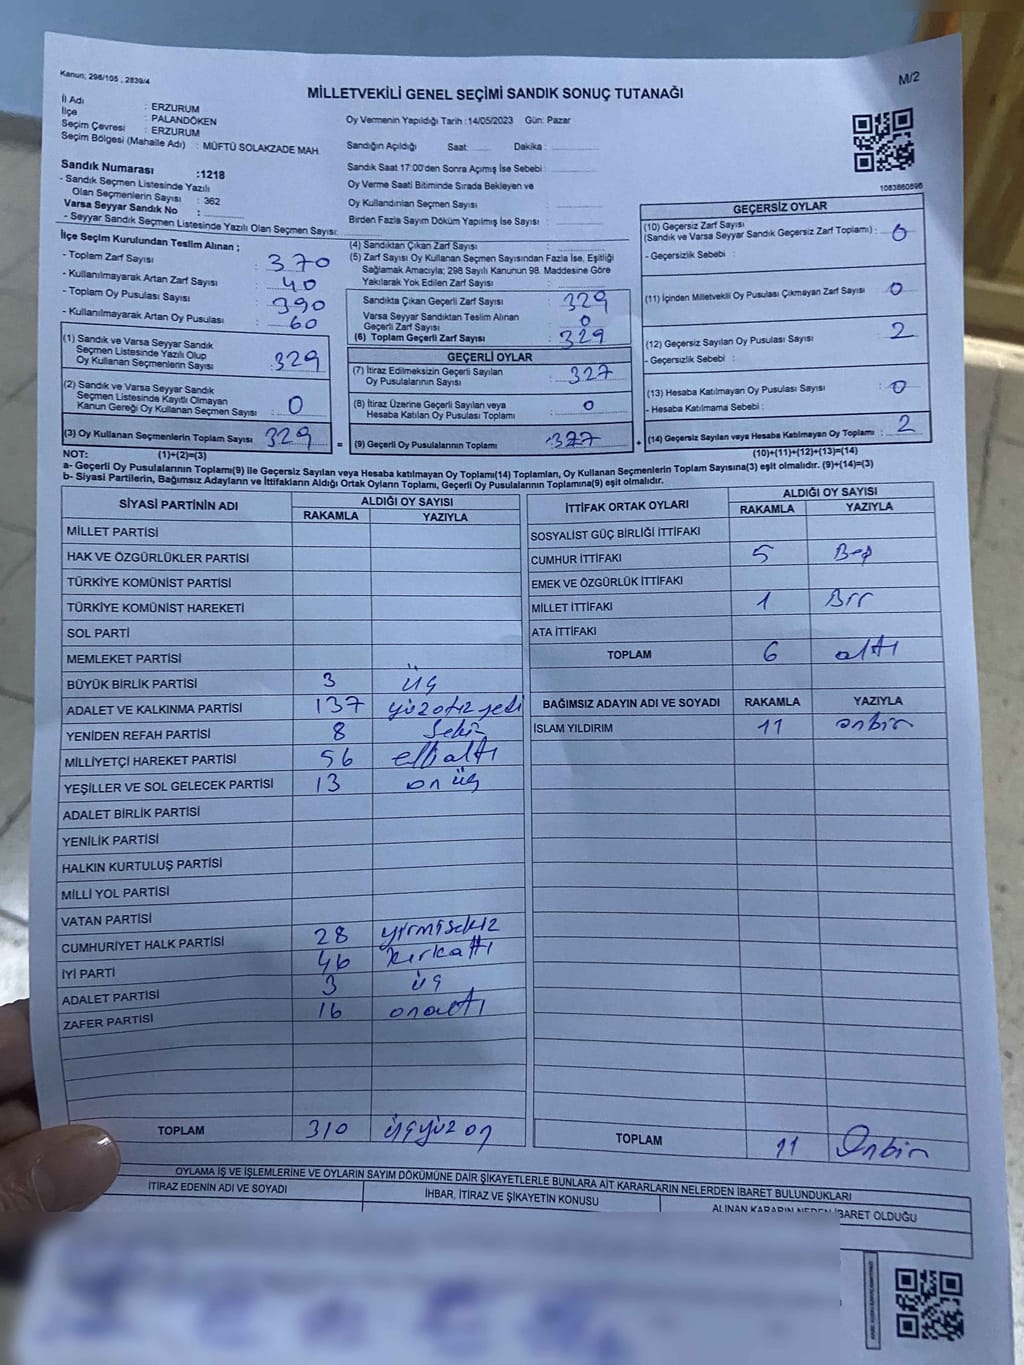 Kanun; 298/105 , 2839/4
M/2
MİLLETVEKİLİ GENEL SEÇİMİ SANDIK SONUÇ TUTANAĞI
İl Adı : ERZURUM
İlçe : PALANDÖKEN
Seçim Çevresi : ERZURUM
Seçim Bölgesi (Mahalle Adı) : MÜFTÜ SOLAKZADE MAH.
Sandık Numarası :1218
- Sandık Seçmen Listesinde Yazılı
Olan Seçmenlerin Sayısı : 362
Varsa Seyyar Sandık No :
- Seyyar Sandık Seçmen Listesinde Yazılı Olan Seçmen Sayısı:
Oy Vermenin Yapıldığı Tarih :14/05/2023 Gün: Pazar
Sandığın Açıldığı Saat: Dakika :
Sandık Saat 17:00'den Sonra Açımış İse Sebebi :
Oy Verme Saati Bitiminde Sırada Bekleyen ve
Oy Kullandırılan Seçmen Sayısı :
Birden Fazla Sayım Döküm Yapılmış İse Sayısı :
1083860896
İlçe Seçim Kurulundan Teslim Alınan ;
- Toplam Zarf Sayısı : 370
- Kullanılmayarak Artan Zarf Sayısı : 40
- Toplam Oy Pusulası Sayısı : 390
- Kullanılmayarak Artan Oy Pusulası : 60
(1) Sandık ve Varsa Seyyar Sandık
Seçmen Listesinde Yazılı Olup
Oy Kullanan Seçmenlerin Sayısı : 329
(2) Sandık ve Varsa Seyyar Sandık
Seçmen Listesinde Kayıtlı Olmayan
Kanun Gereği Oy Kullanan Seçmen Sayısı : 0
(3) Oy Kullanan Seçmenlerin Toplam Sayısı : 329
(1)+(2)=(3)
(4) Sandıktan Çıkan Zarf Sayısı :
(5) Zarf Sayısı Oy Kullanan Seçmen Sayısından Fazla İse, Eşitliği
Sağlamak Amacıyla; 298 Sayılı Kanunun 98. Maddesine Göre
Yakılarak Yok Edilen Zarf Sayısı :
Sandıkta Çıkan Geçerli Zarf Sayısı : 329
Varsa Seyyar Sandıktan Teslim Alınan
Geçerli Zarf Sayısı : 0
(6) Toplam Geçerli Zarf Sayısı : 329
GEÇERLİ OYLAR
(7) İtiraz Edilmeksizin Geçerli Sayılan
Oy Pusulalarının Sayısı : 327
(8) İtiraz Üzerine Geçerli Sayılan veya
Hesaba Katılan Oy Pusulası Toplamı : 0
= (9) Geçerli Oy Pusulalarının Toplamı : 327 +
GEÇERSİZ OYLAR
(10) Geçersiz Zarf Sayısı
(Sandık ve Varsa Seyyar Sandık Geçersiz Zarf Toplamı) : 0
- Geçersizlik Sebebi :
(11) İçinden Milletvekili Oy Pusulası Çıkmayan Zarf Sayısı : 0
(12) Geçersiz Sayılan Oy Pusulası Sayısı : 2
- Geçersizlik Sebebi :
(13) Hesaba Katılmayan Oy Pusulası Sayısı : 0
- Hesaba Katılmama Sebebi :
(14) Geçersiz Sayılan veya Hesaba Katılmayan Oy Toplamı : 2
(10)+(11)+(12)+(13)=(14)
NOT:
a- Geçerli Oy Pusulalarının Toplamı(9) ile Geçersiz Sayılan veya Hesaba katılmayan Oy Toplamı(14) Toplamları, Oy Kullanan Seçmenlerin Toplam Sayısına(3) eşit olmalıdır. (9)+(14)=(3)
b- Siyasi Partilerin, Bağımsız Adayların ve İttifakların Aldığı Ortak Oyların Toplamı, Geçerli Oy Pusulalarının Toplamına(9) eşit olmalıdır.
SİYASİ PARTİNİN ADI ALDIĞI OY SAYISI
RAKAMLA YAZIYLA
MİLLET PARTİSİ
HAK VE ÖZGÜRLÜKLER PARTİSİ
TÜRKİYE KOMÜNİST PARTİSİ
TÜRKİYE KOMÜNİST HAREKETİ
SOL PARTİ
MEMLEKET PARTİSİ
BÜYÜK BİRLİK PARTİSİ 3 üç
ADALET VE KALKINMA PARTİSİ 137 yüzotuz yedi
YENİDEN REFAH PARTİSİ 8 Sekiz
MİLLİYETÇİ HAREKET PARTİSİ 56 elli altı
YEŞİLLER VE SOL GELECEK PARTİSİ 13 on üç
ADALET BİRLİK PARTİSİ
YENİLİK PARTİSİ
HALKIN KURTULUŞ PARTİSİ
MİLLİ YOL PARTİSİ
VATAN PARTİSİ
CUMHURİYET HALK PARTİSİ 28 yirmisekiz
İYİ PARTİ 46 kırkaltı
ADALET PARTİSİ 3 üç
ZAFER PARTİSİ 16 onaltı
TOPLAM 310 üçyüz on
İTTİFAK ORTAK OYLARI ALDIĞI OY SAYISI
RAKAMLA YAZIYLA
SOSYALİST GÜÇ BİRLİĞİ İTTİFAKI
CUMHUR İTTİFAKI 5 Beş
EMEK VE ÖZGÜRLÜK İTTİFAKI
MİLLET İTTİFAKI 1 Bir
ATA İTTİFAKI
TOPLAM 6 altı
BAĞIMSIZ ADAYIN ADI VE SOYADI RAKAMLA YAZIYLA
İSLAM YILDIRIM 11 onbir
TOPLAM 11 Onbir
OYLAMA İŞ VE İŞLEMLERİNE VE OYLARIN SAYIM DÖKÜMÜNE DAİR ŞİKAYETLERLE BUNLARA AİT KARARLARIN NELERDEN İBARET BULUNDUKLARI
İTİRAZ EDENİN ADI VE SOYADI İHBAR, İTİRAZ VE ŞİKAYETİN KONUSU ALINAN KARARIN NEDEN İBARET OLDUĞU